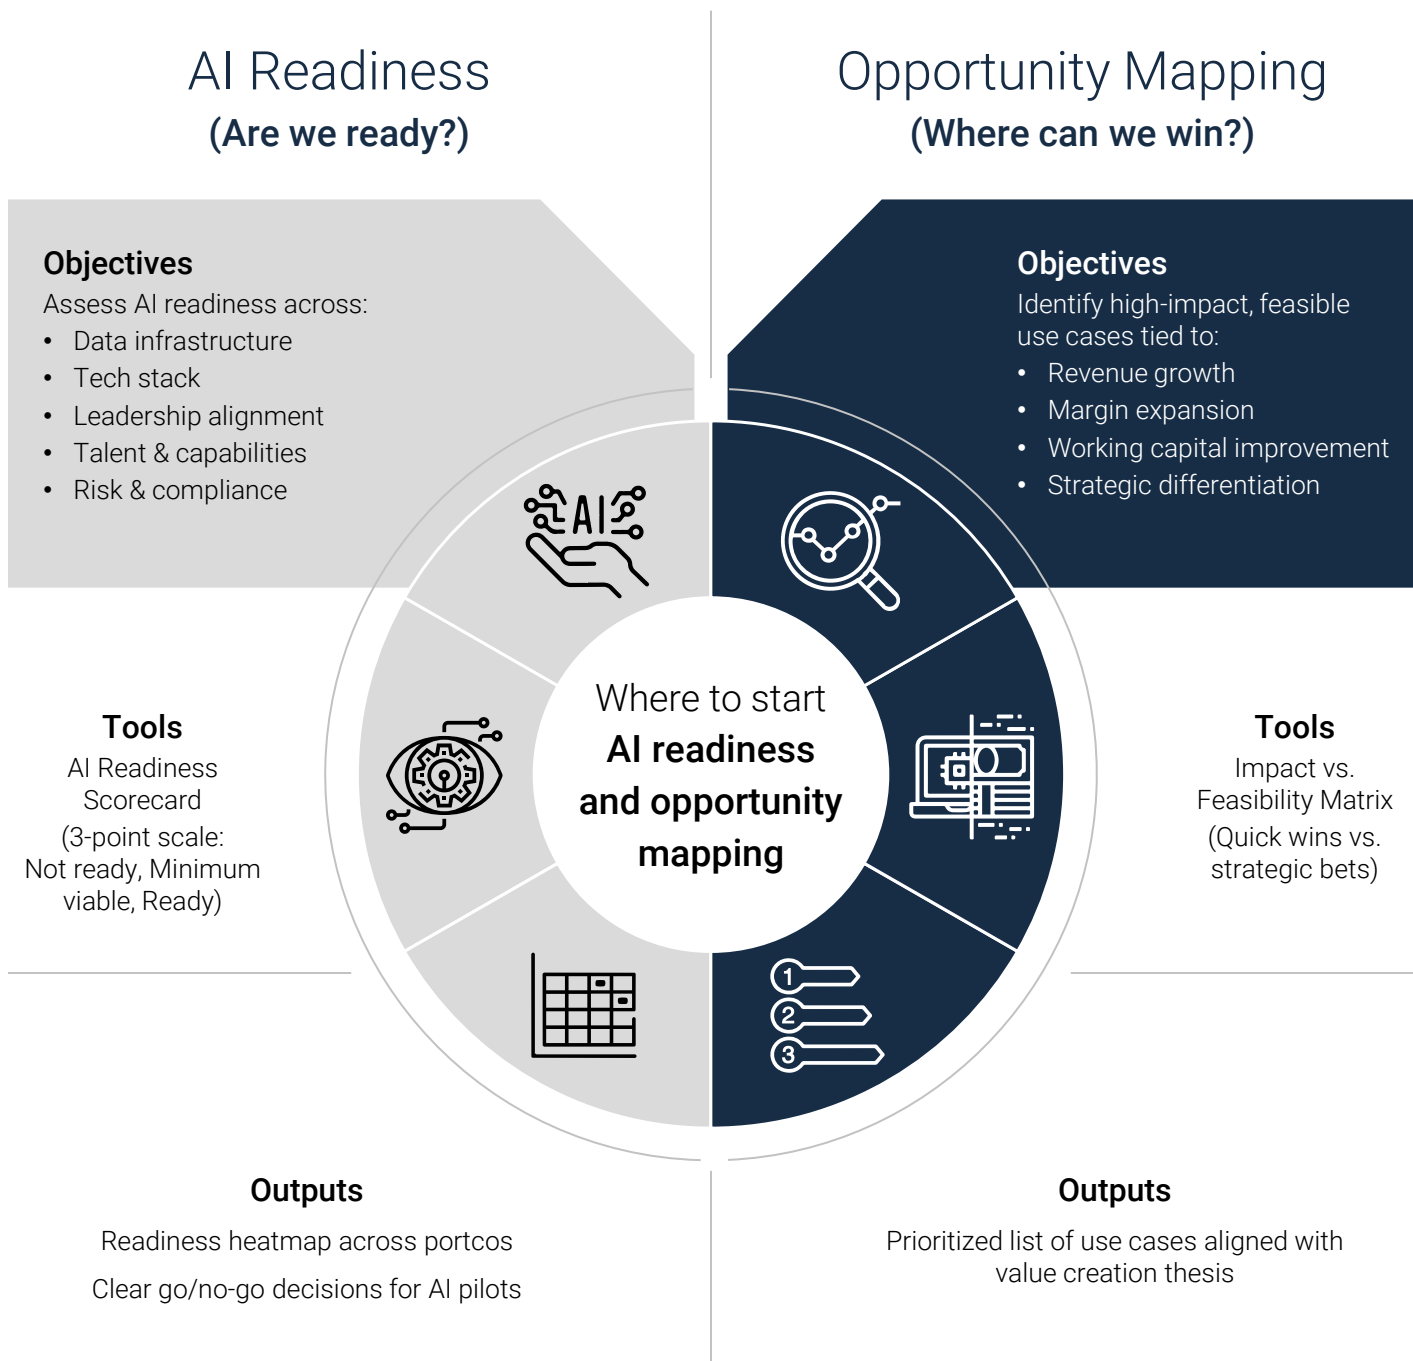 AI Readiness
(Are we ready?)
Objectives
Assess AI readiness across:
• Data infrastructure
• Tech stack
• Leadership alignment
• Talent & capabilities
• Risk & compliance
Tools
AI Readiness
Scorecard
(3-point scale:
Not ready, Minimum
viable, Ready)
Outputs
Readiness heatmap across portcos
Clear go/no-go decisions for AI pilots
AI
Where to start
AI readiness
and opportunity
mapping
Opportunity Mapping
(Where can we win?)
Objectives
Identify high-impact, feasible
use cases tied to:
• Revenue growth
• Margin expansion
• Working capital improvement
• Strategic differentiation
Tools
Impact vs.
Feasibility Matrix
(Quick wins vs.
strategic bets)
1
2
3
Outputs
Prioritized list of use cases aligned with
value creation thesis